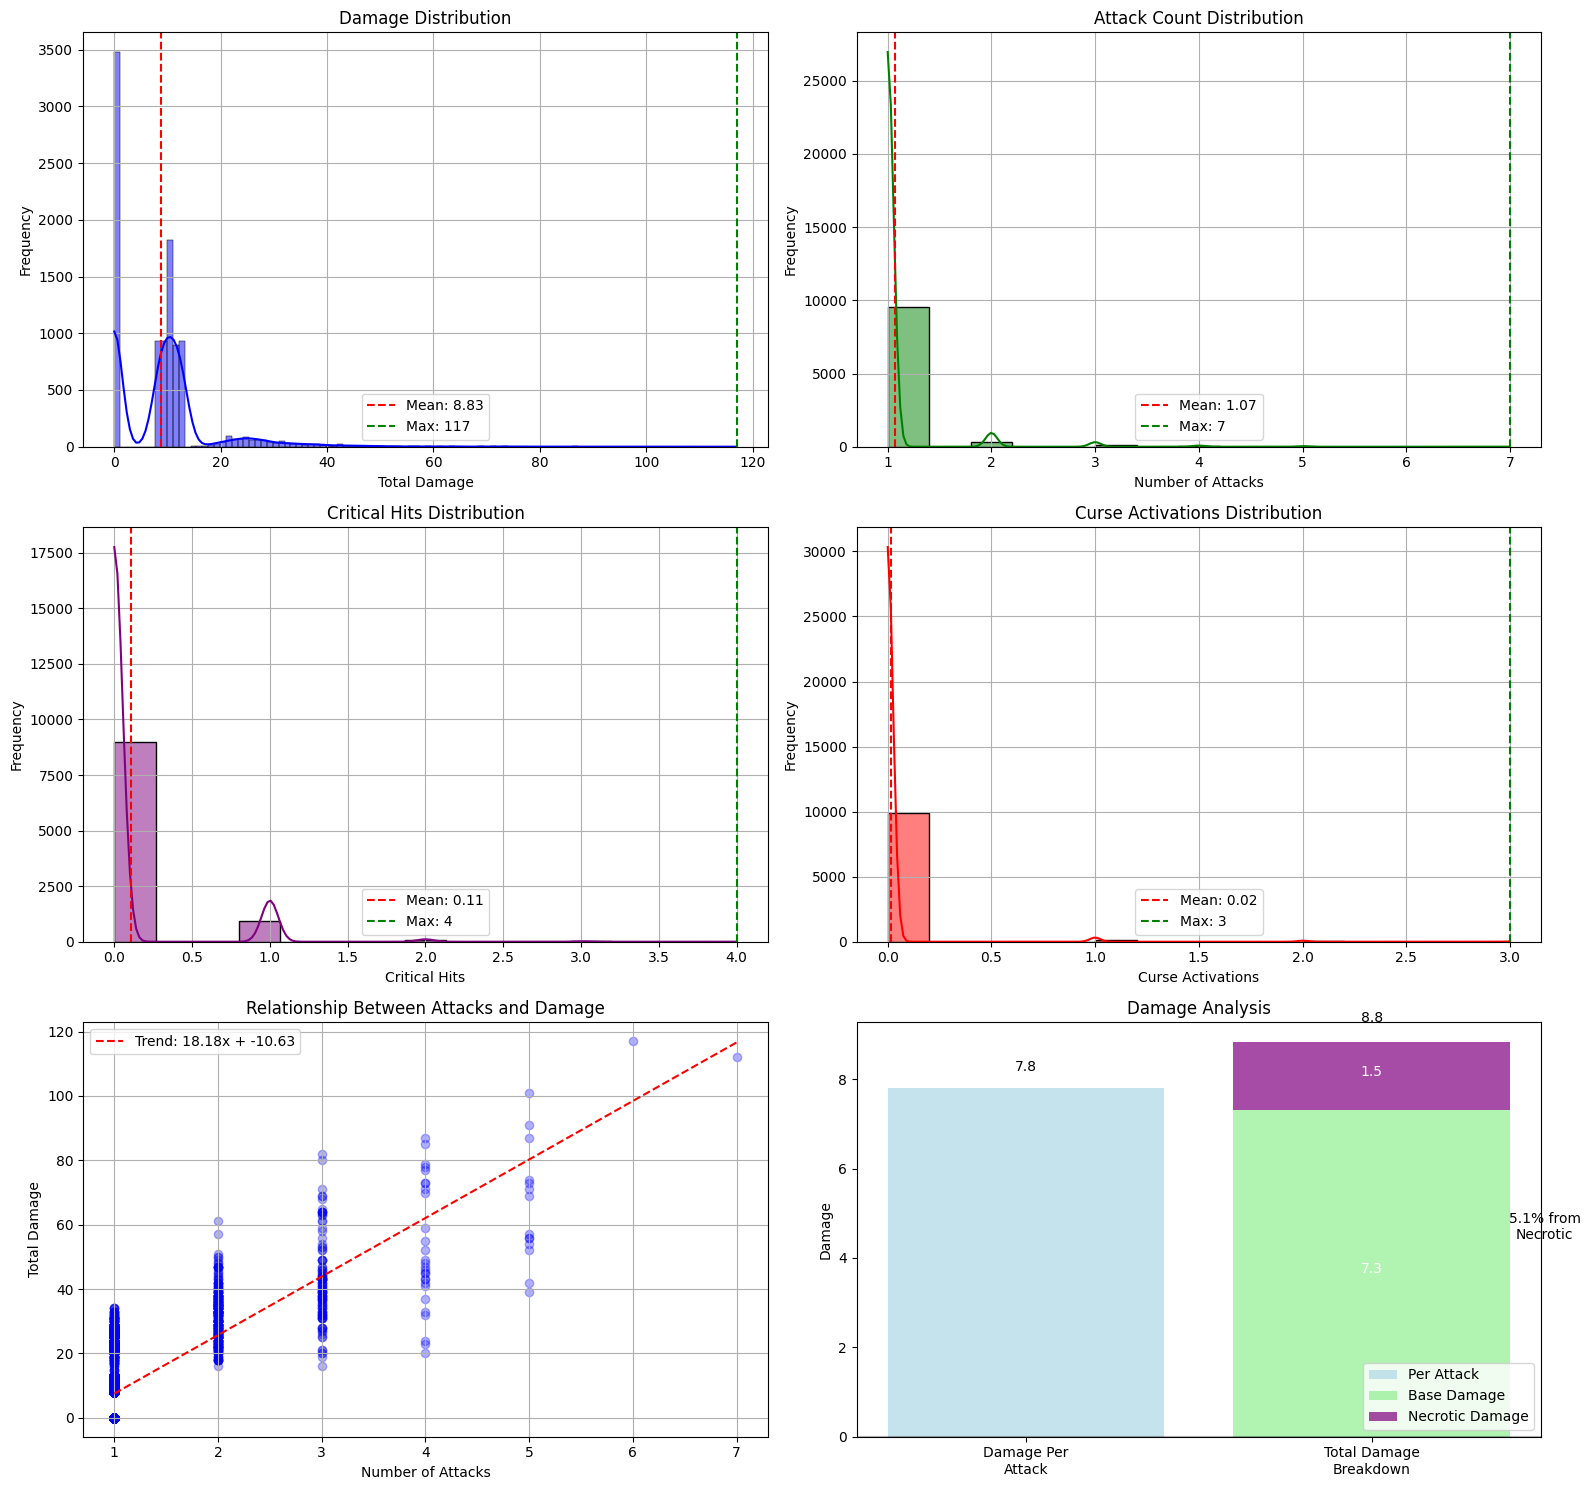 Damage Distribution
Frequency
3500
3000
2500
2000
1500
1000
500
0
0 20 40 60 80 100 120
Total Damage
Mean: 8.83
Max: 117
Attack Count Distribution
Frequency
25000
20000
15000
10000
5000
0
1 2 3 4 5 6 7
Number of Attacks
Mean: 1.07
Max: 7
Critical Hits Distribution
Frequency
17500
15000
12500
10000
7500
5000
2500
0
0.0 0.5 1.0 1.5 2.0 2.5 3.0 3.5 4.0
Critical Hits
Mean: 0.11
Max: 4
Curse Activations Distribution
Frequency
30000
25000
20000
15000
10000
5000
0
0.0 0.5 1.0 1.5 2.0 2.5 3.0
Curse Activations
Mean: 0.02
Max: 3
Relationship Between Attacks and Damage
Trend: 18.18x + -10.63
Total Damage
120
100
80
60
40
20
0
1 2 3 4 5 6 7
Number of Attacks
Damage Analysis
8.8
7.8
1.5
7.3
5.1% from
Necrotic
Damage
8
6
4
2
0
Per Attack
Base Damage
Necrotic Damage
Damage Per
Attack
Total Damage
Breakdown